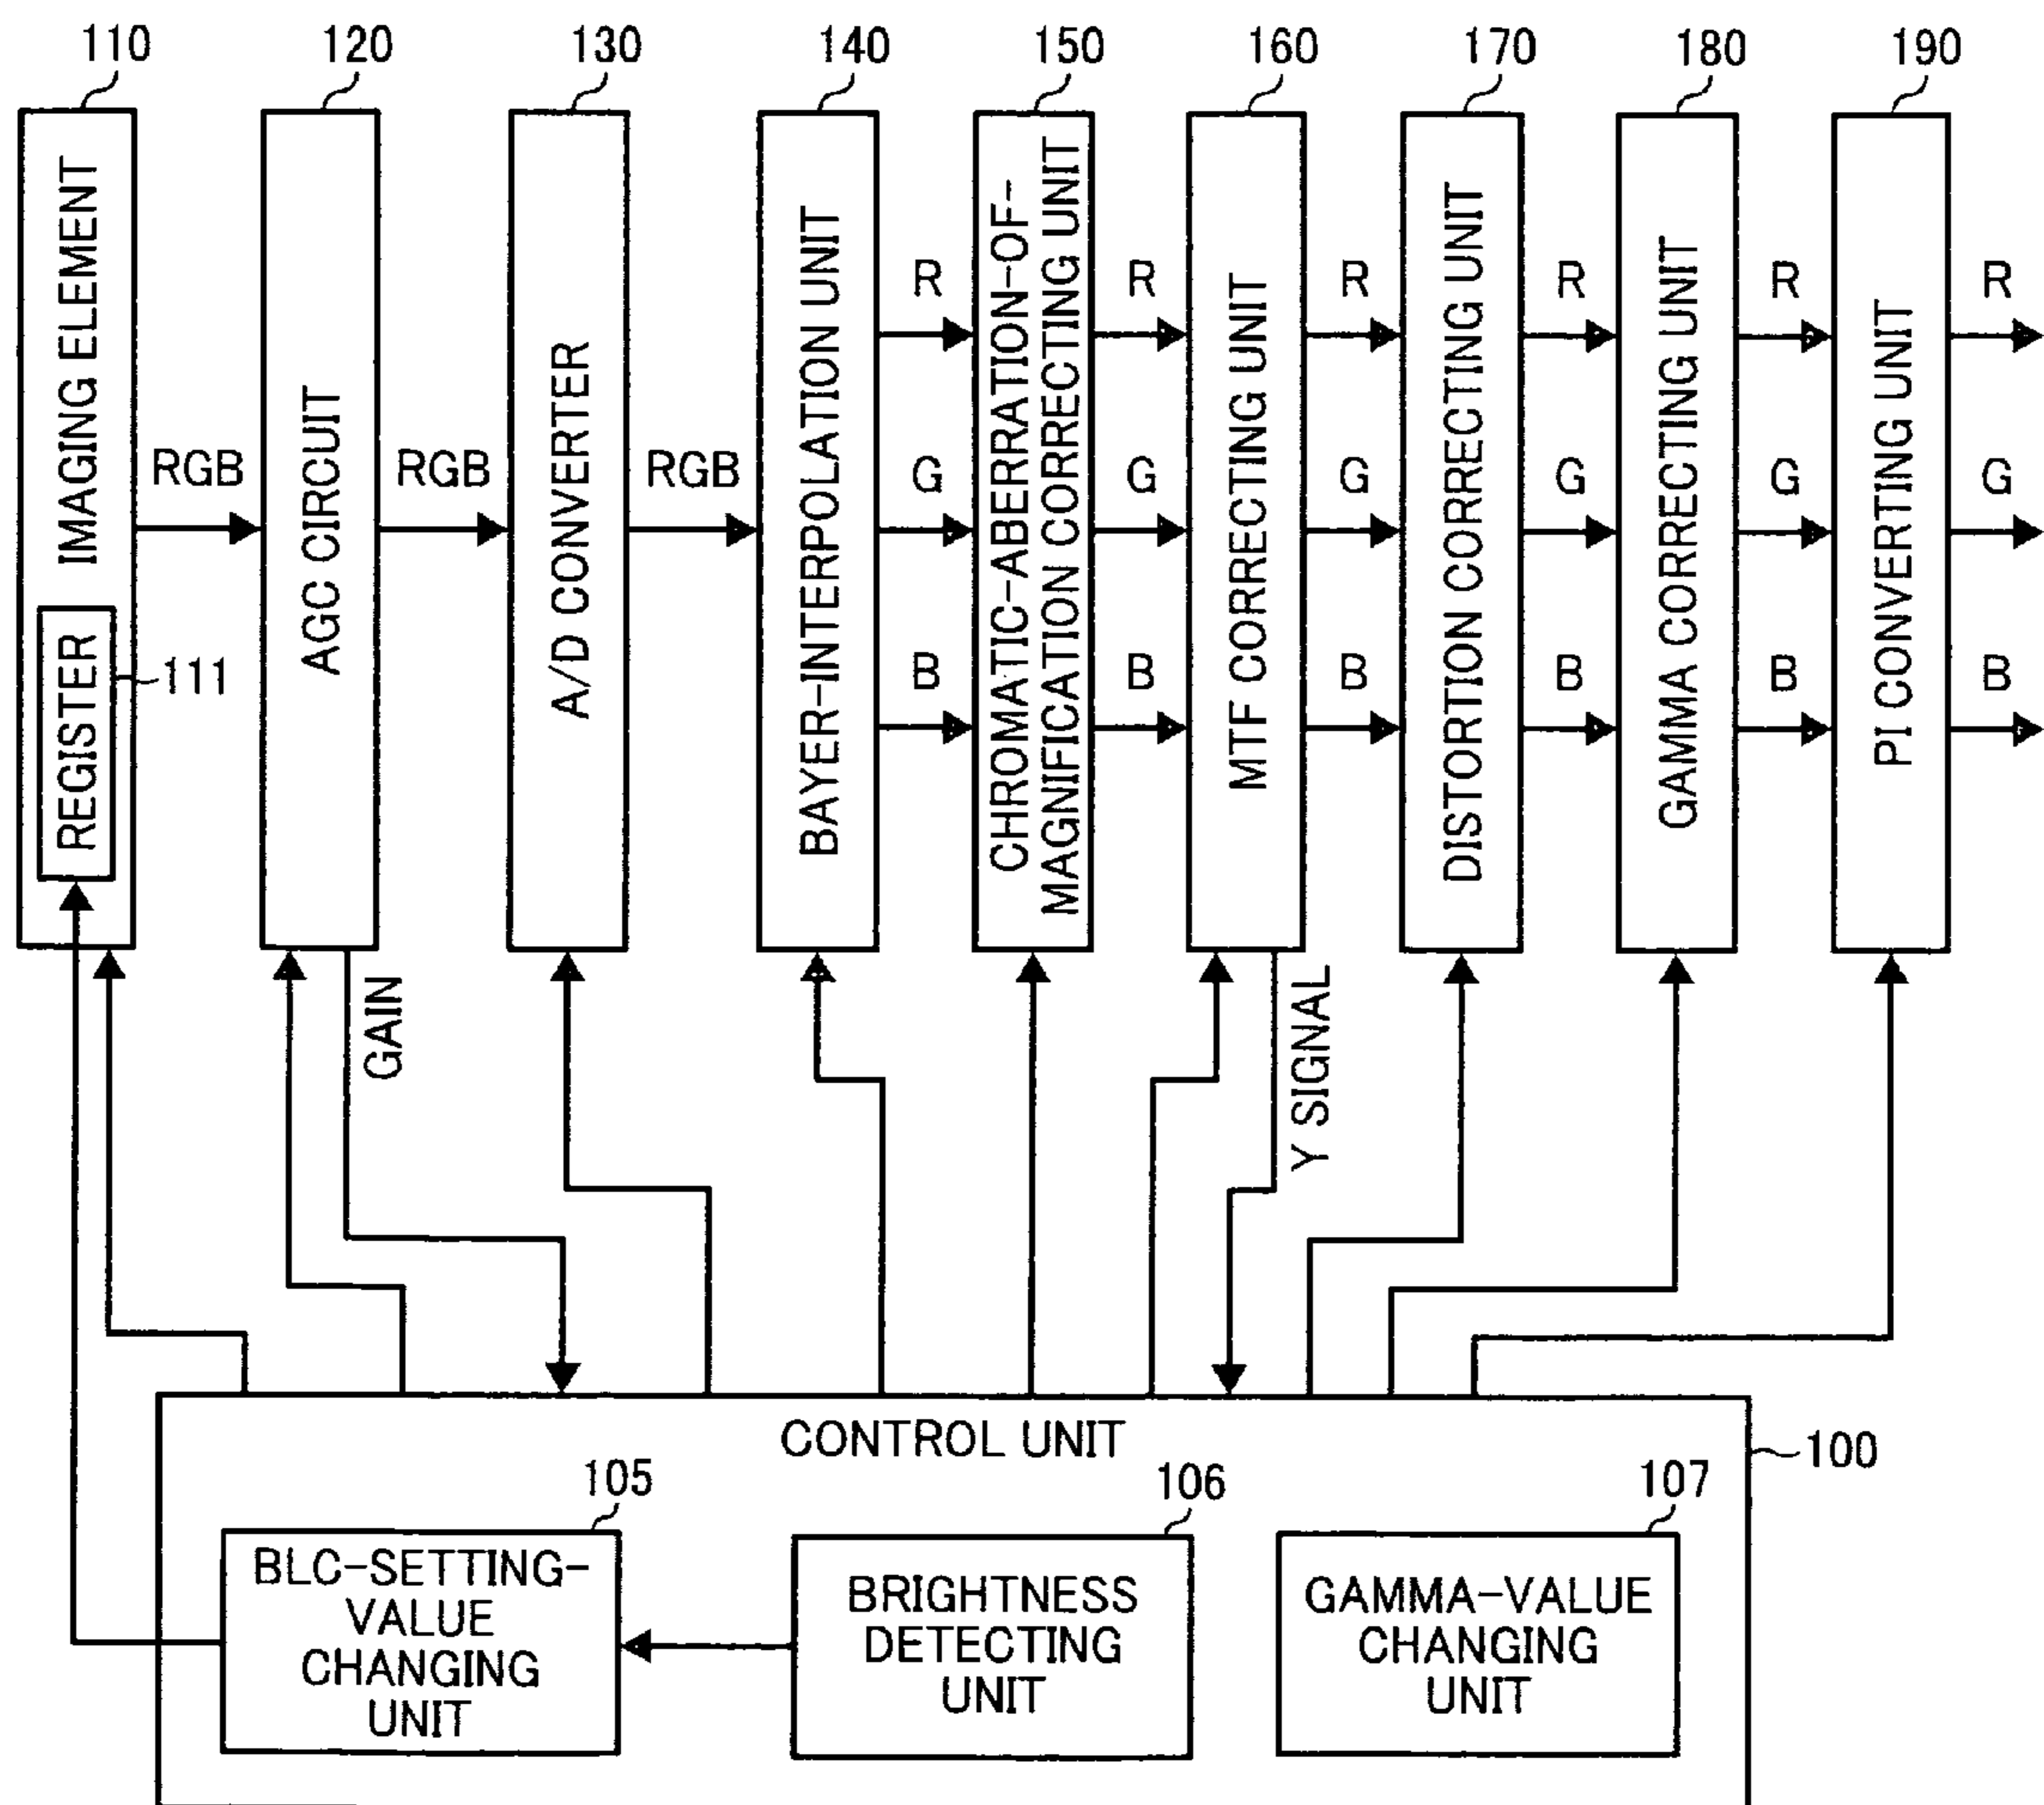 110
120
130
140
150
160
170
180
190
IMAGING ELEMENT
REGISTER
111
RGB
AGC CIRCUIT
RGB
A/D CONVERTER
RGB
BAYER-INTERPOLATION UNIT
R
G
B
CHROMATIC-ABERRATION-OF-
MAGNIFICATION CORRECTING UNIT
R
G
B
MTF CORRECTING UNIT
R
G
B
DISTORTION CORRECTING UNIT
R
G
B
GAMMA CORRECTING UNIT
R
G
B
PI CONVERTING UNIT
R
G
B
GAIN
Y SIGNAL
CONTROL UNIT
100
105
BLC-SETTING-
VALUE
CHANGING
UNIT
106
BRIGHTNESS
DETECTING
UNIT
107
GAMMA-VALUE
CHANGING
UNIT